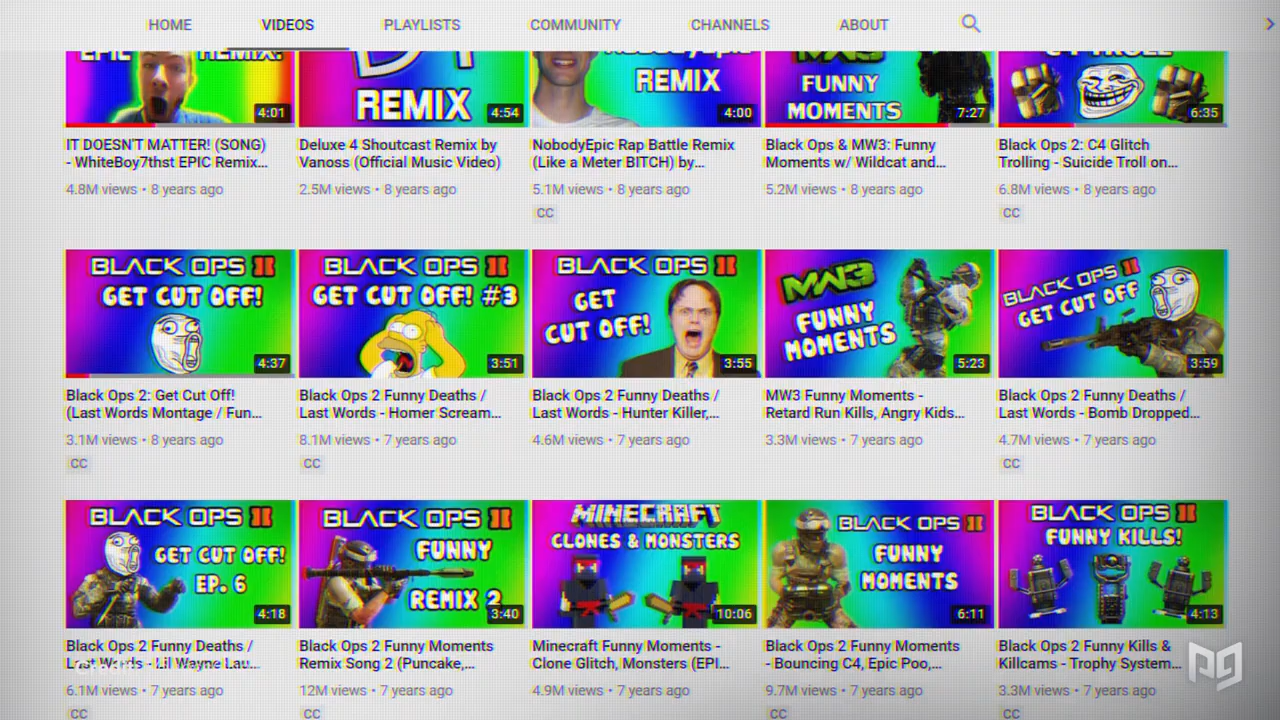 HOME VIDEOS PLAYLISTS COMMUNITY CHANNELS ABOUT
EPIC REMIX!
4:01
REMIX
4:54
REMIX
4:00
MW3
FUNNY
MOMENTS
7:27
C4 TROLL
6:35
IT DOESN'T MATTER! (SONG)
- WhiteBoy7thst EPIC Remix...
4.8M views • 8 years ago
Deluxe 4 Shoutcast Remix by
Vanoss (Official Music Video)
2.5M views • 8 years ago
NobodyEpic Rap Battle Remix
(Like a Meter BITCH) by...
5.1M views • 8 years ago
CC
Black Ops & MW3: Funny
Moments w/ Wildcat and...
5.2M views • 8 years ago
Black Ops 2: C4 Glitch
Trolling - Suicide Troll on...
6.8M views • 8 years ago
CC
BLACK OPS II
GET CUT OFF!
4:37
BLACK OPS II
GET CUT OFF! #3
3:51
BLACK OPS II
GET
CUT OFF!
3:55
MW3
FUNNY
MOMENTS
5:23
BLACK OPS II
GET CUT OFF
3:59
Black Ops 2: Get Cut Off!
(Last Words Montage / Fun...
3.1M views • 8 years ago
CC
Black Ops 2 Funny Deaths /
Last Words - Homer Scream...
8.1M views • 7 years ago
CC
Black Ops 2 Funny Deaths /
Last Words - Hunter Killer,...
4.6M views • 7 years ago
MW3 Funny Moments -
Retard Run Kills, Angry Kids...
3.3M views • 7 years ago
Black Ops 2 Funny Deaths /
Last Words - Bomb Dropped...
4.7M views • 7 years ago
CC
BLACK OPS II
GET CUT OFF!
EP. 6
4:18
BLACK OPS II
FUNNY
REMIX 2
3:40
MINECRAFT
CLONES & MONSTERS
10:06
BLACK OPS II
FUNNY
MOMENTS
6:11
BLACK OPS II
FUNNY KILLS!
4:13
Black Ops 2 Funny Deaths /
Last Words - Lil Wayne Lau...
6.1M views • 7 years ago
CC
Black Ops 2 Funny Moments
Remix Song 2 (Puncake,...
12M views • 7 years ago
CC
Minecraft Funny Moments -
Clone Glitch, Monsters (EPI...
4.9M views • 7 years ago
Black Ops 2 Funny Moments
- Bouncing C4, Epic Poo,...
9.7M views • 7 years ago
CC
Black Ops 2 Funny Kills &
Killcams - Trophy System...
3.3M views • 7 years ago
CC